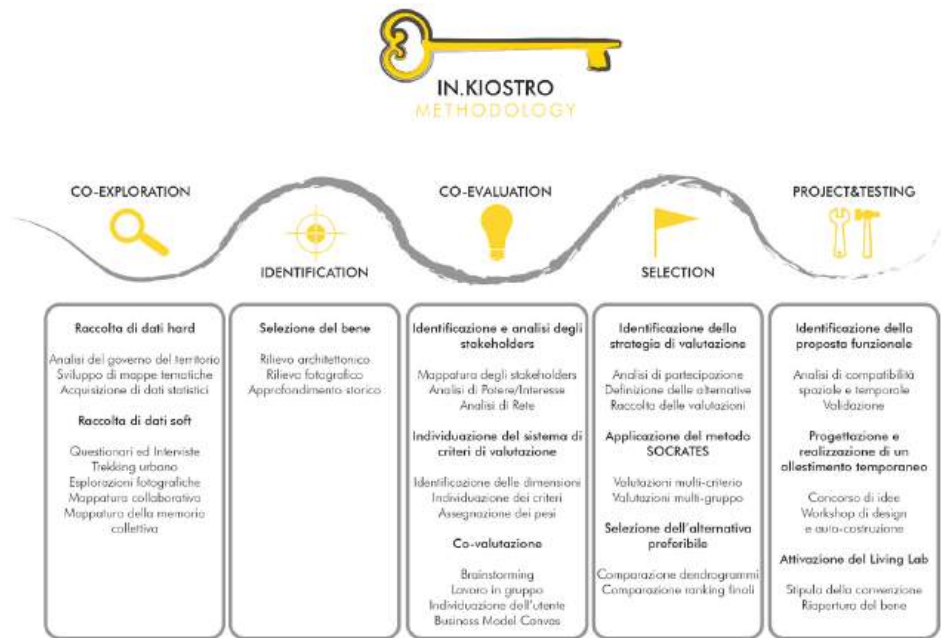 IN.KIOSTRO
METHODOLOGY
CO-EXPLORATION
Raccolta di dati hard
Analisi del governo del territorio
Sviluppo di mappe tematiche
Acquisizione di dati statistici
Raccolta di dati soft
Questionari ed Interviste
Trekking urbano
Esplorazioni fotografiche
Mappatura collaborativa
Mappatura della memoria
collettiva
IDENTIFICATION
Selezione del bene
Rilievo architettonico
Rilievo fotografico
Approfondimento storico
CO-EVALUATION
Identificazione e analisi degli
stakeholders
Mappatura degli stakeholders
Analisi di Potere/Interesse
Analisi di Rete
Individuazione del sistema di
criteri di valutazione
Identificazione delle dimensioni
Individuazione dei criteri
Assegnazione dei pesi
Co-valutazione
Brainstorming
Lavoro in gruppo
Individuazione dell'utente
Business Model Canvas
SELECTION
Identificazione della
strategia di valutazione
Analisi di partecipazione
Definizione delle alternative
Raccolta delle valutazioni
Applicazione del metodo
SOCRATES
Valutazioni multi-criterio
Valutazioni multi-gruppo
Selezione dell'alternativa
preferibile
Comparazione dendrogrammi
Comparazione ranking finali
PROJECT&TESTING
Identificazione della
proposta funzionale
Analisi di compatibilità
spaziale e temporale
Validazione
Progettazione e
realizzazione di un
allestimento temporaneo
Concorso di idee
Workshop di design
e auto-costruzione
Attivazione del Living Lab
Stipula della convenzione
Riapertura del bene